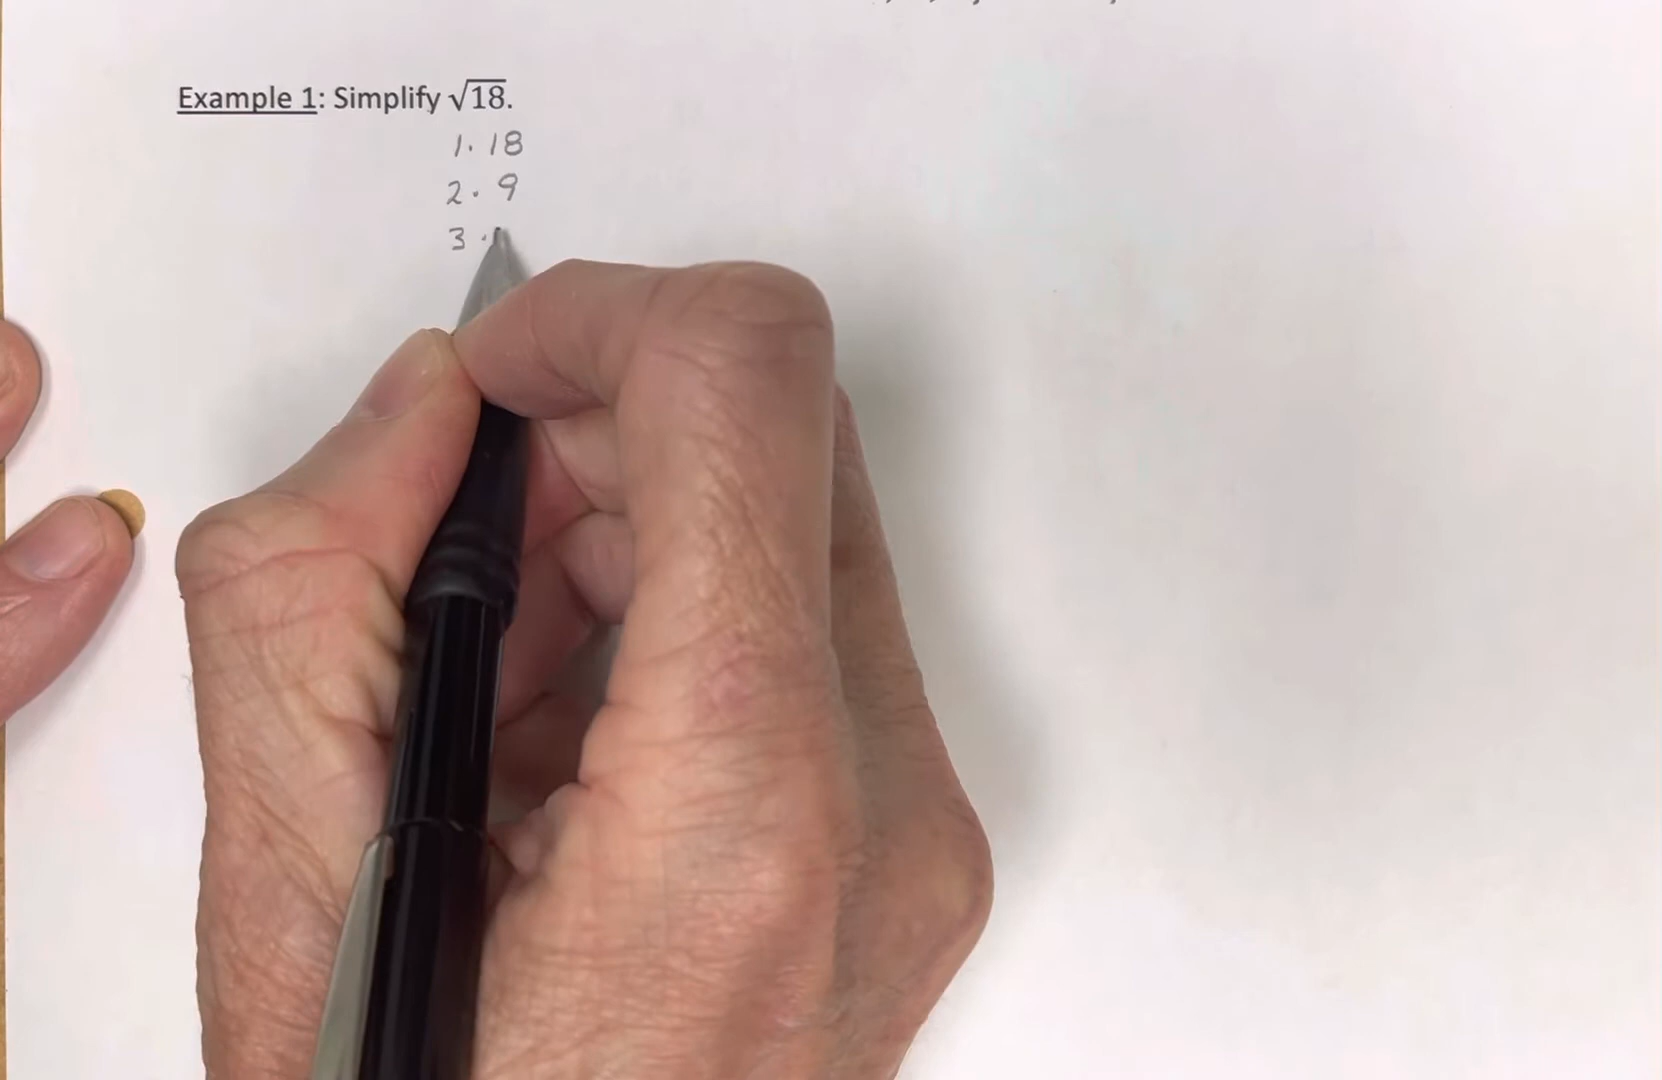 Example 1: Simplify √18.
1 · 18
2 · 9
3 ·